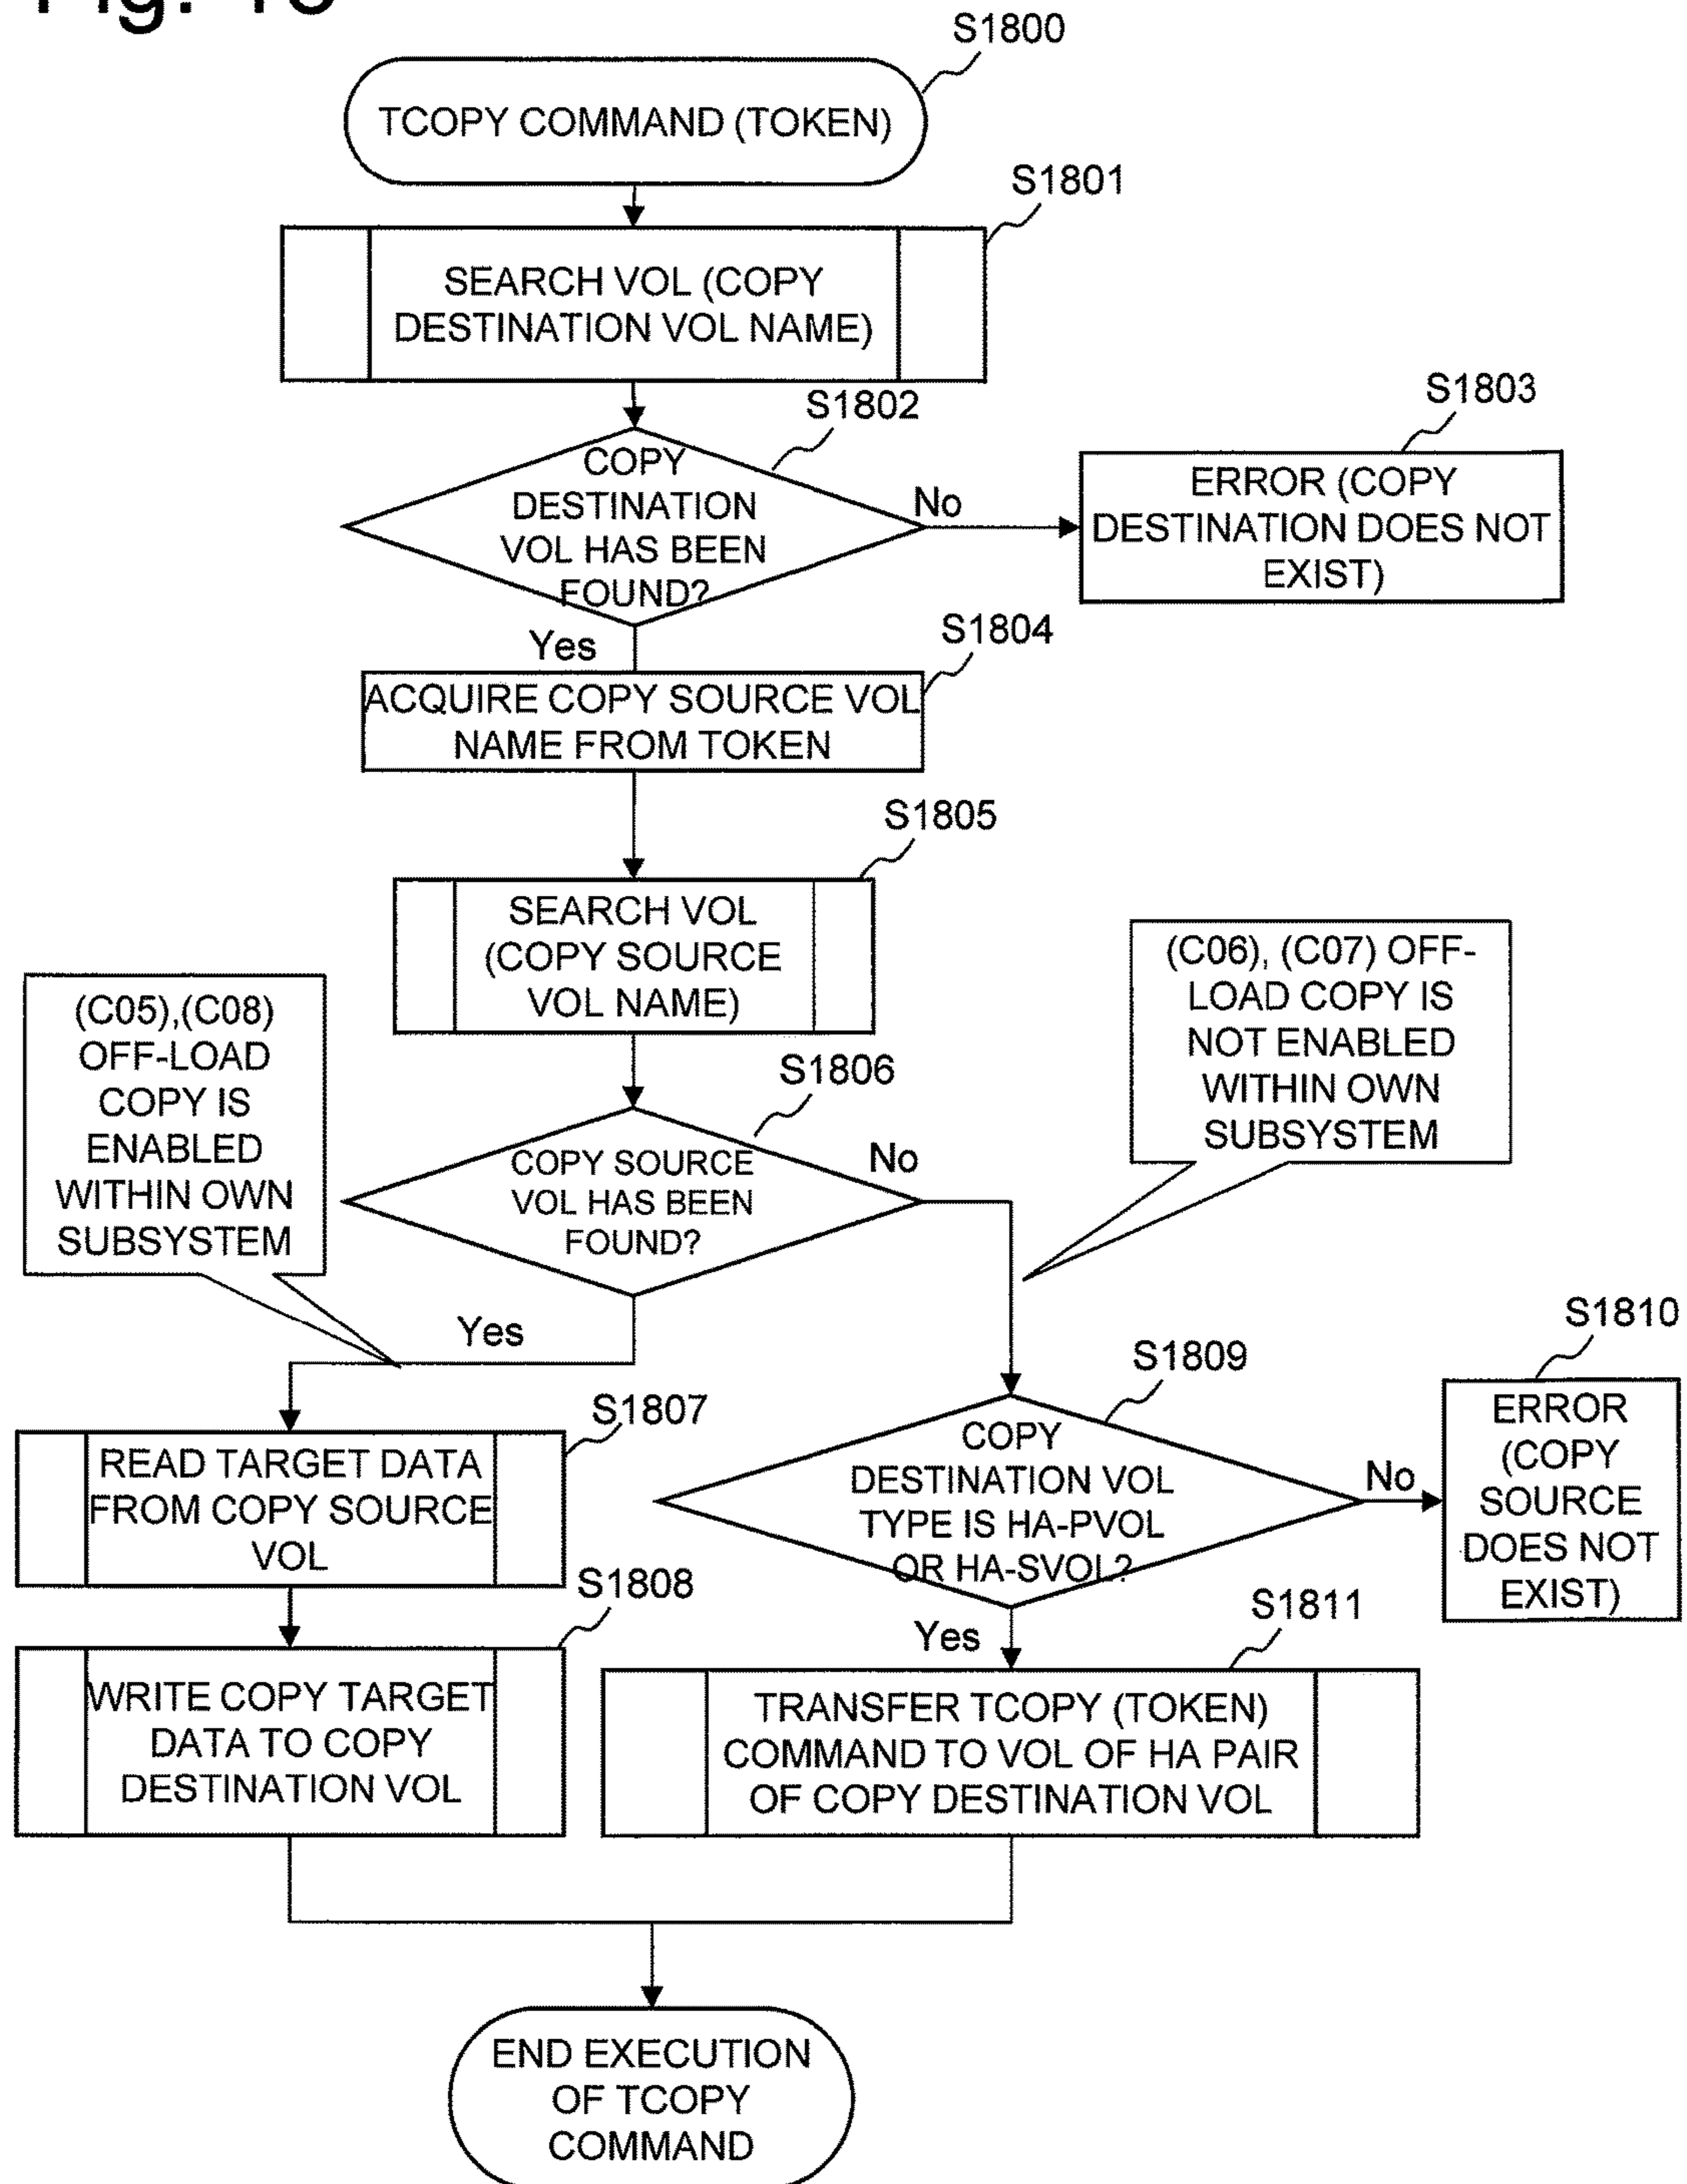 S1800
TCOPY COMMAND (TOKEN)
S1801
SEARCH VOL (COPY
DESTINATION VOL NAME)
S1802
S1803
COPY
DESTINATION
VOL HAS BEEN
FOUND?
No
ERROR (COPY
DESTINATION DOES NOT
EXIST)
Yes
S1804
ACQUIRE COPY SOURCE VOL
NAME FROM TOKEN
S1805
SEARCH VOL
(COPY SOURCE
VOL NAME)
(C06), (C07) OFF-
LOAD COPY IS
NOT ENABLED
WITHIN OWN
SUBSYSTEM
(C05),(C08)
OFF-LOAD
COPY IS
ENABLED
WITHIN OWN
SUBSYSTEM
S1806
COPY SOURCE
VOL HAS BEEN
FOUND?
No
Yes
S1807
READ TARGET DATA
FROM COPY SOURCE
VOL
S1808
WRITE COPY TARGET
DATA TO COPY
DESTINATION VOL
S1809
COPY
DESTINATION VOL
TYPE IS HA-PVOL
OR HA-SVOL?
No
S1810
ERROR
(COPY
SOURCE
DOES NOT
EXIST)
Yes
S1811
TRANSFER TCOPY (TOKEN)
COMMAND TO VOL OF HA PAIR
OF COPY DESTINATION VOL
END EXECUTION
OF TCOPY
COMMAND